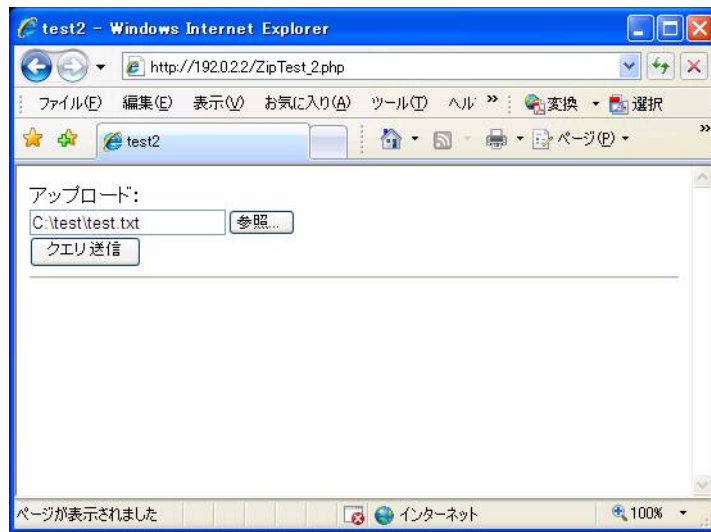 test2 - Windows Internet Explorer
http://192.0.2.2/ZipTest_2.php
ファイル(F) 編集(E) 表示(V) お気に入り(A) ツール(T) ヘル » 変換 選択
test2 ページ(P) »
アップロード:
C:\test\test.txt 参照...
クエリ送信
ページが表示されました インターネット 100%